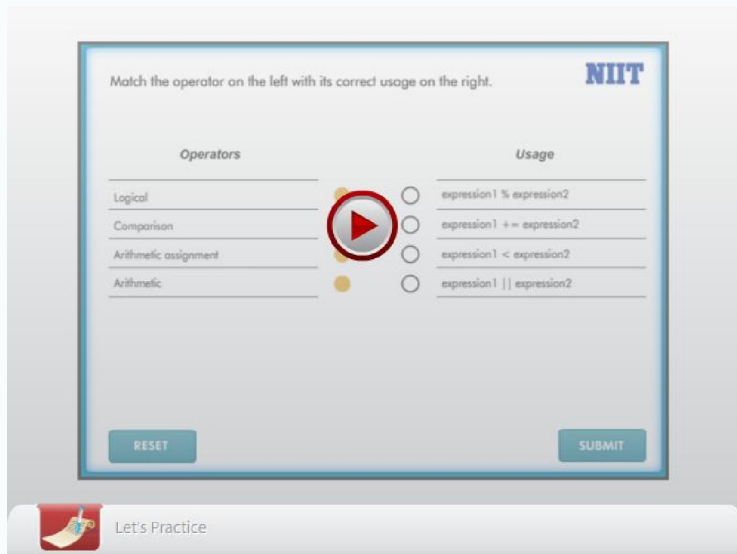 Match the operator on the left with its correct usage on the right.
NIIT
Operators
Usage
Logical
expression1 % expression2
Comparison
expression1 += expression2
Arithmetic assignment
expression1 < expression2
Arithmetic
expression1 || expression2
RESET
SUBMIT
Let's Practice